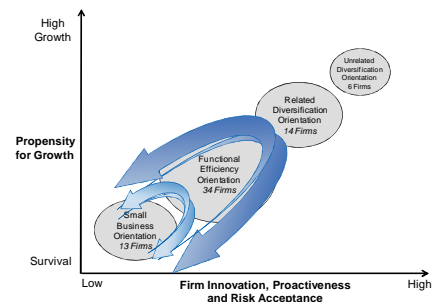 High
Growth
Unrelated
Diversification
Orientation
6 Firms
Related
Diversification
Orientation
14 Firms
Propensity
for Growth
Functional
Efficiency
Orientation
34 Firms
Small
Business
Orientation
13 Firms
Survival
Low
Firm Innovation, Proactiveness
and Risk Acceptance
High